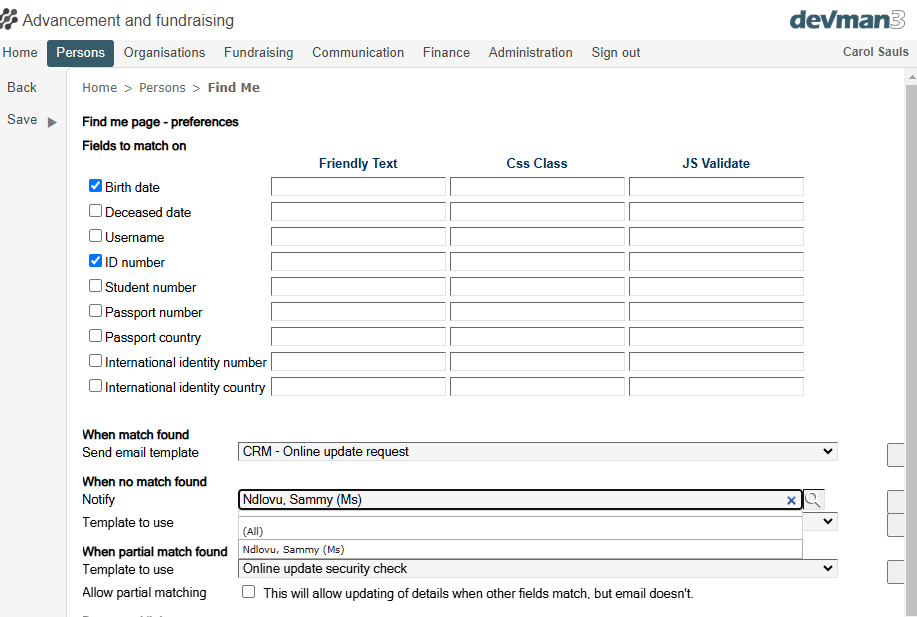 Advancement and fundraising
devman3
Home Persons Organisations Fundraising Communication Finance Administration Sign out Carol Sauls
Back
Save
Home > Persons > Find Me
Find me page - preferences
Fields to match on
Friendly Text Css Class JS Validate
Birth date
Deceased date
Username
ID number
Student number
Passport number
Passport country
International identity number
International identity country
When match found
Send email template CRM - Online update request
When no match found
Notify Ndlovu, Sammy (Ms)
Template to use
(All)
Ndlovu, Sammy (Ms)
When partial match found
Template to use Online update security check
Allow partial matching This will allow updating of details when other fields match, but email doesn't.